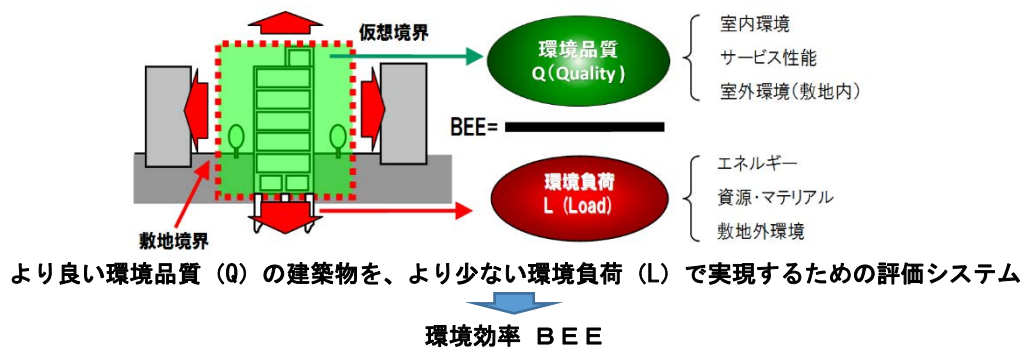 仮想境界
環境品質
Q(Quality)
室内環境
サービス性能
室外環境(敷地内)
BEE=
環境負荷
L (Load)
エネルギー
資源・マテリアル
敷地外環境
敷地境界
より良い環境品質(Q)の建築物を、より少ない環境負荷(L)で実現するための評価システム
環境効率 BEE